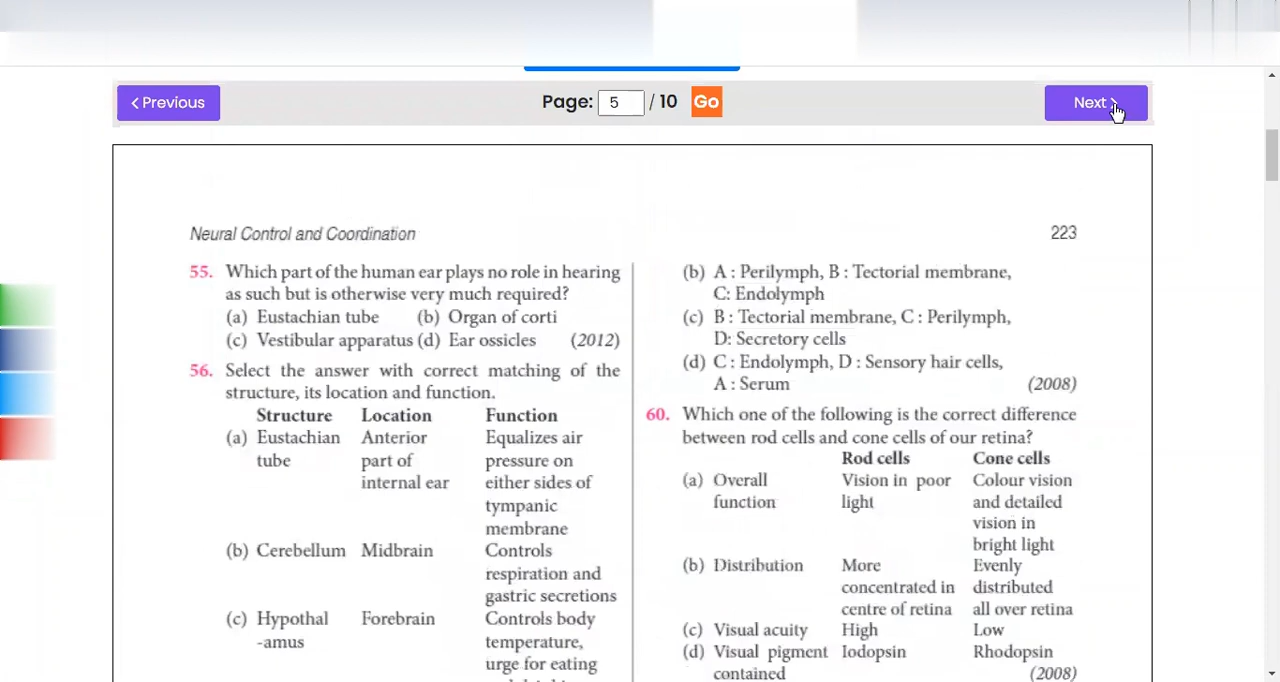 Previous
Page: 5 / 10 Go
Next
Neural Control and Coordination
223
55. Which part of the human ear plays no role in hearing
as such but is otherwise very much required?
(a) Eustachian tube (b) Organ of corti
(c) Vestibular apparatus (d) Ear ossicles (2012)
56. Select the answer with correct matching of the
structure, its location and function.
Structure Location Function
(a) Eustachian Anterior Equalizes air
tube part of pressure on
internal ear either sides of
tympanic
membrane
(b) Cerebellum Midbrain Controls
respiration and
gastric secretions
(c) Hypothal Forebrain Controls body
-amus temperature,
urge for eating
(b) A : Perilymph, B : Tectorial membrane,
C: Endolymph
(c) B : Tectorial membrane, C : Perilymph,
D: Secretory cells
(d) C : Endolymph, D : Sensory hair cells,
A : Serum (2008)
60. Which one of the following is the correct difference
between rod cells and cone cells of our retina?
Rod cells Cone cells
(a) Overall Vision in poor Colour vision
function light and detailed
vision in
bright light
(b) Distribution More Evenly
concentrated in distributed
centre of retina all over retina
(c) Visual acuity High Low
(d) Visual pigment Iodopsin Rhodopsin
contained (2008)